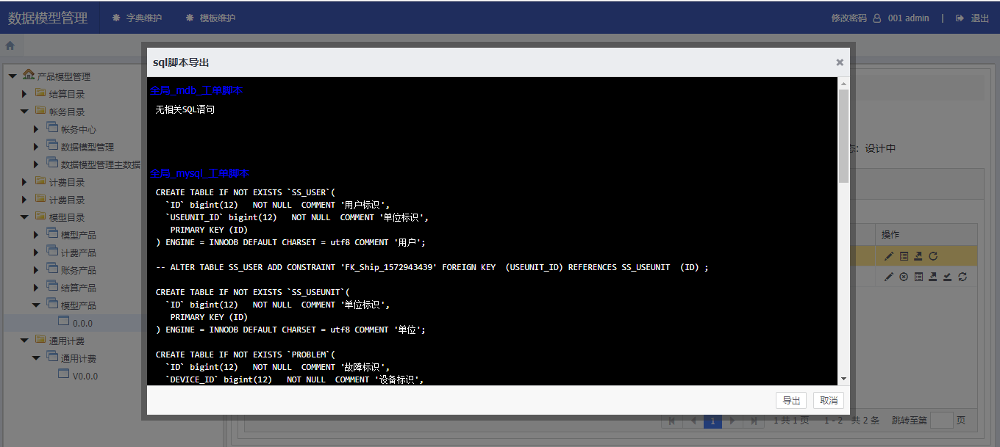 数据模型管理
字典维护
模板维护
修改密码
001 admin
|
退出
产品模型管理
结算目录
帐务目录
帐务中心
数据模型管理
数据模型管理主数据
计费目录
计费目录
模型目录
模型产品
计费产品
账务产品
结算产品
模型产品
0.0.0
通用计费
通用计费
V0.0.0
sql脚本导出
全局_mdb_工单脚本
无相关SQL语句
全局_mysql_工单脚本
CREATE TABLE IF NOT EXISTS `SS_USER`(
`ID` bigint(12) NOT NULL COMMENT '用户标识',
`USEUNIT_ID` bigint(12) NOT NULL COMMENT '单位标识',
PRIMARY KEY (ID)
) ENGINE = INNODB DEFAULT CHARSET = utf8 COMMENT '用户';
-- ALTER TABLE SS_USER ADD CONSTRAINT 'FK_Ship_1572943439' FOREIGN KEY (USEUNIT_ID) REFERENCES SS_USEUNIT (ID) ;
CREATE TABLE IF NOT EXISTS `SS_USEUNIT`(
`ID` bigint(12) NOT NULL COMMENT '单位标识',
PRIMARY KEY (ID)
) ENGINE = INNODB DEFAULT CHARSET = utf8 COMMENT '单位';
CREATE TABLE IF NOT EXISTS `PROBLEM`(
`ID` bigint(12) NOT NULL COMMENT '故障标识',
`DEVICE_ID` bigint(12) NOT NULL COMMENT '设备标识',
导出
取消
态: 设计中
操作
1
1 共 1 页
1 - 2 共 2 条
跳转至第
页